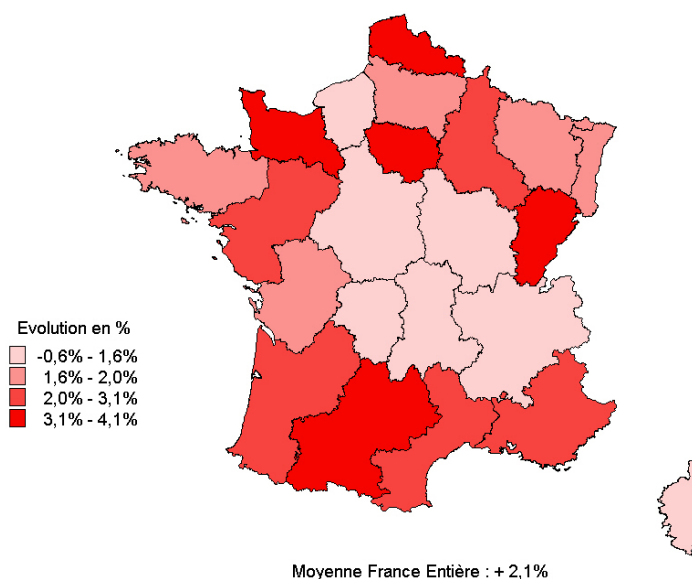 Evolution en %
-0,6% - 1,6%
1,6% - 2,0%
2,0% - 3,1%
3,1% - 4,1%
Moyenne France Entière : + 2,1%